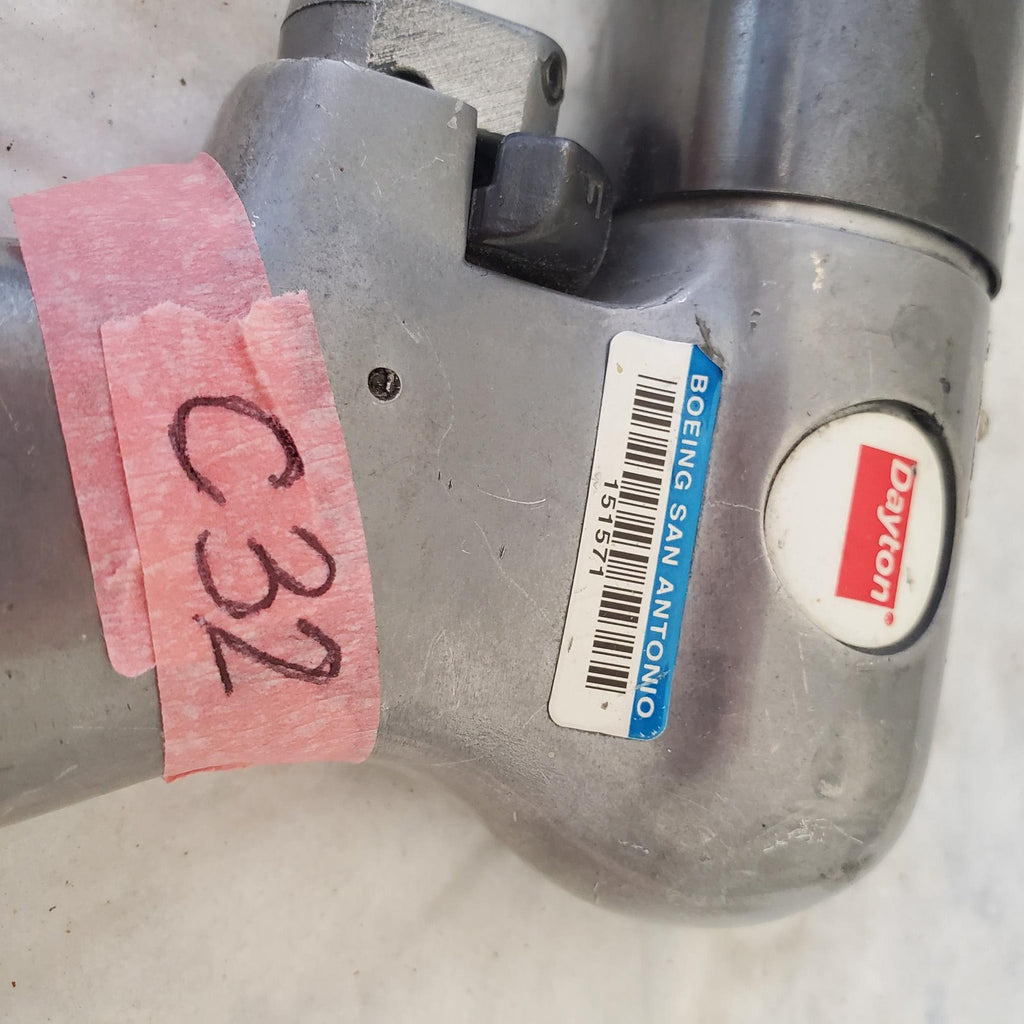 C32
BOEING SAN ANTONIO
151571
Dayton®